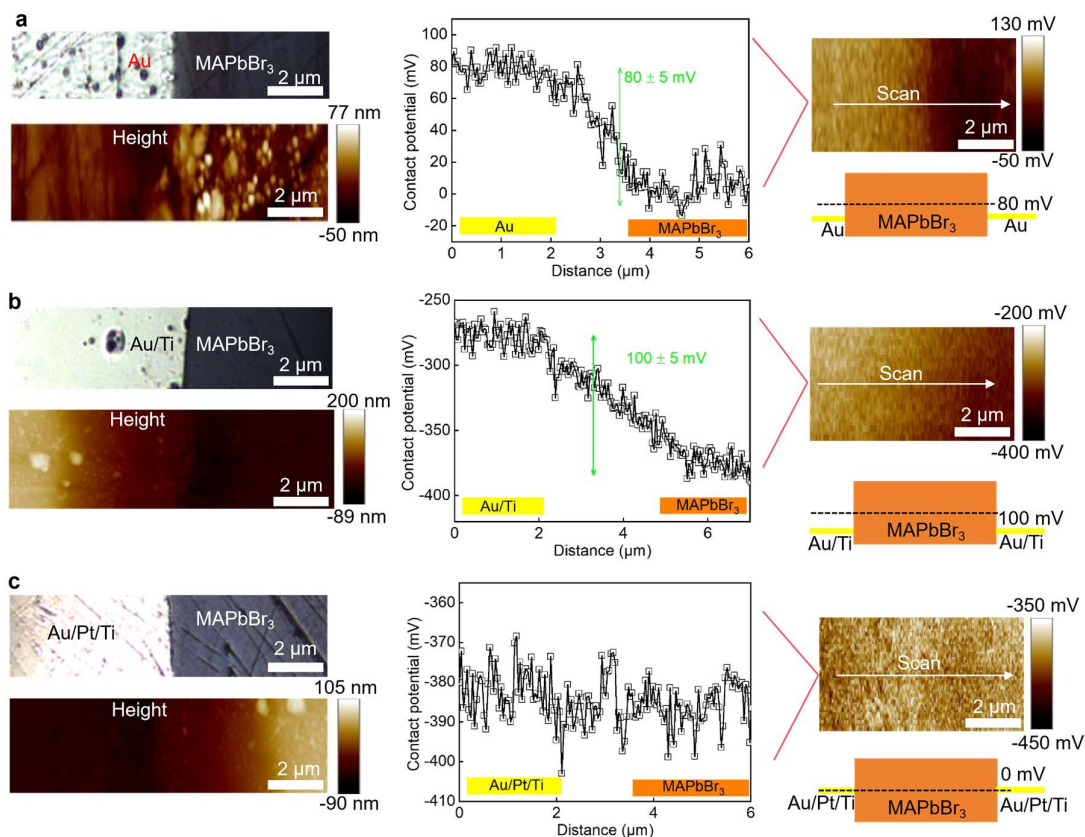 a
Au
MAPbBr₃
2 μm
Height
77 nm
2 μm
-50 nm
Contact potential (mV)
100
80
60
40
20
0
-20
80 ± 5 mV
Au
MAPbBr₃
0 1 2 3 4 5 6
Distance (μm)
130 mV
Scan
2 μm
-50 mV
80 mV
Au
MAPbBr₃
Au
b
Au/Ti
MAPbBr₃
2 μm
200 nm
Height
2 μm
-89 nm
Contact potential (mV)
-250
-300
-350
-400
100 ± 5 mV
Au/Ti
MAPbBr₃
0 2 4 6
Distance (μm)
-200 mV
Scan
2 μm
-400 mV
100 mV
Au/Ti
MAPbBr₃
Au/Ti
c
Au/Pt/Ti
MAPbBr₃
2 μm
105 nm
Height
2 μm
-90 nm
Contact potential (mV)
-360
-370
-380
-390
-400
-410
Au/Pt/Ti
MAPbBr₃
0 2 4 6
Distance (μm)
-350 mV
Scan
2 μm
-450 mV
0 mV
Au/Pt/Ti
MAPbBr₃
Au/Pt/Ti